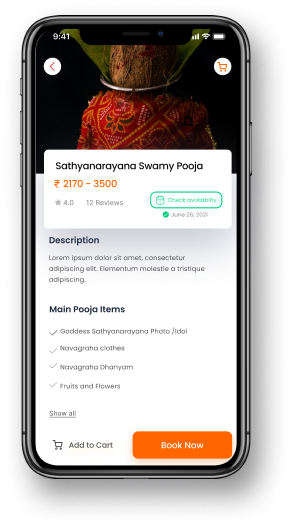 9:41
Sathyanarayana Swamy Pooja
₹ 2170 - 3500
4.0 12 Reviews
Check availability
June 26, 2021
Description
Lorem ipsum dolor sit amet, consectetur
adipiscing elit. Elementum molestie a tristique
adipiscing.
Main Pooja Items
Goddess Sathyanarayana Photo /Idol
Navagraha clothes
Navagraha Dhanyam
Fruits and Flowers
Show all
Add to Cart Book Now